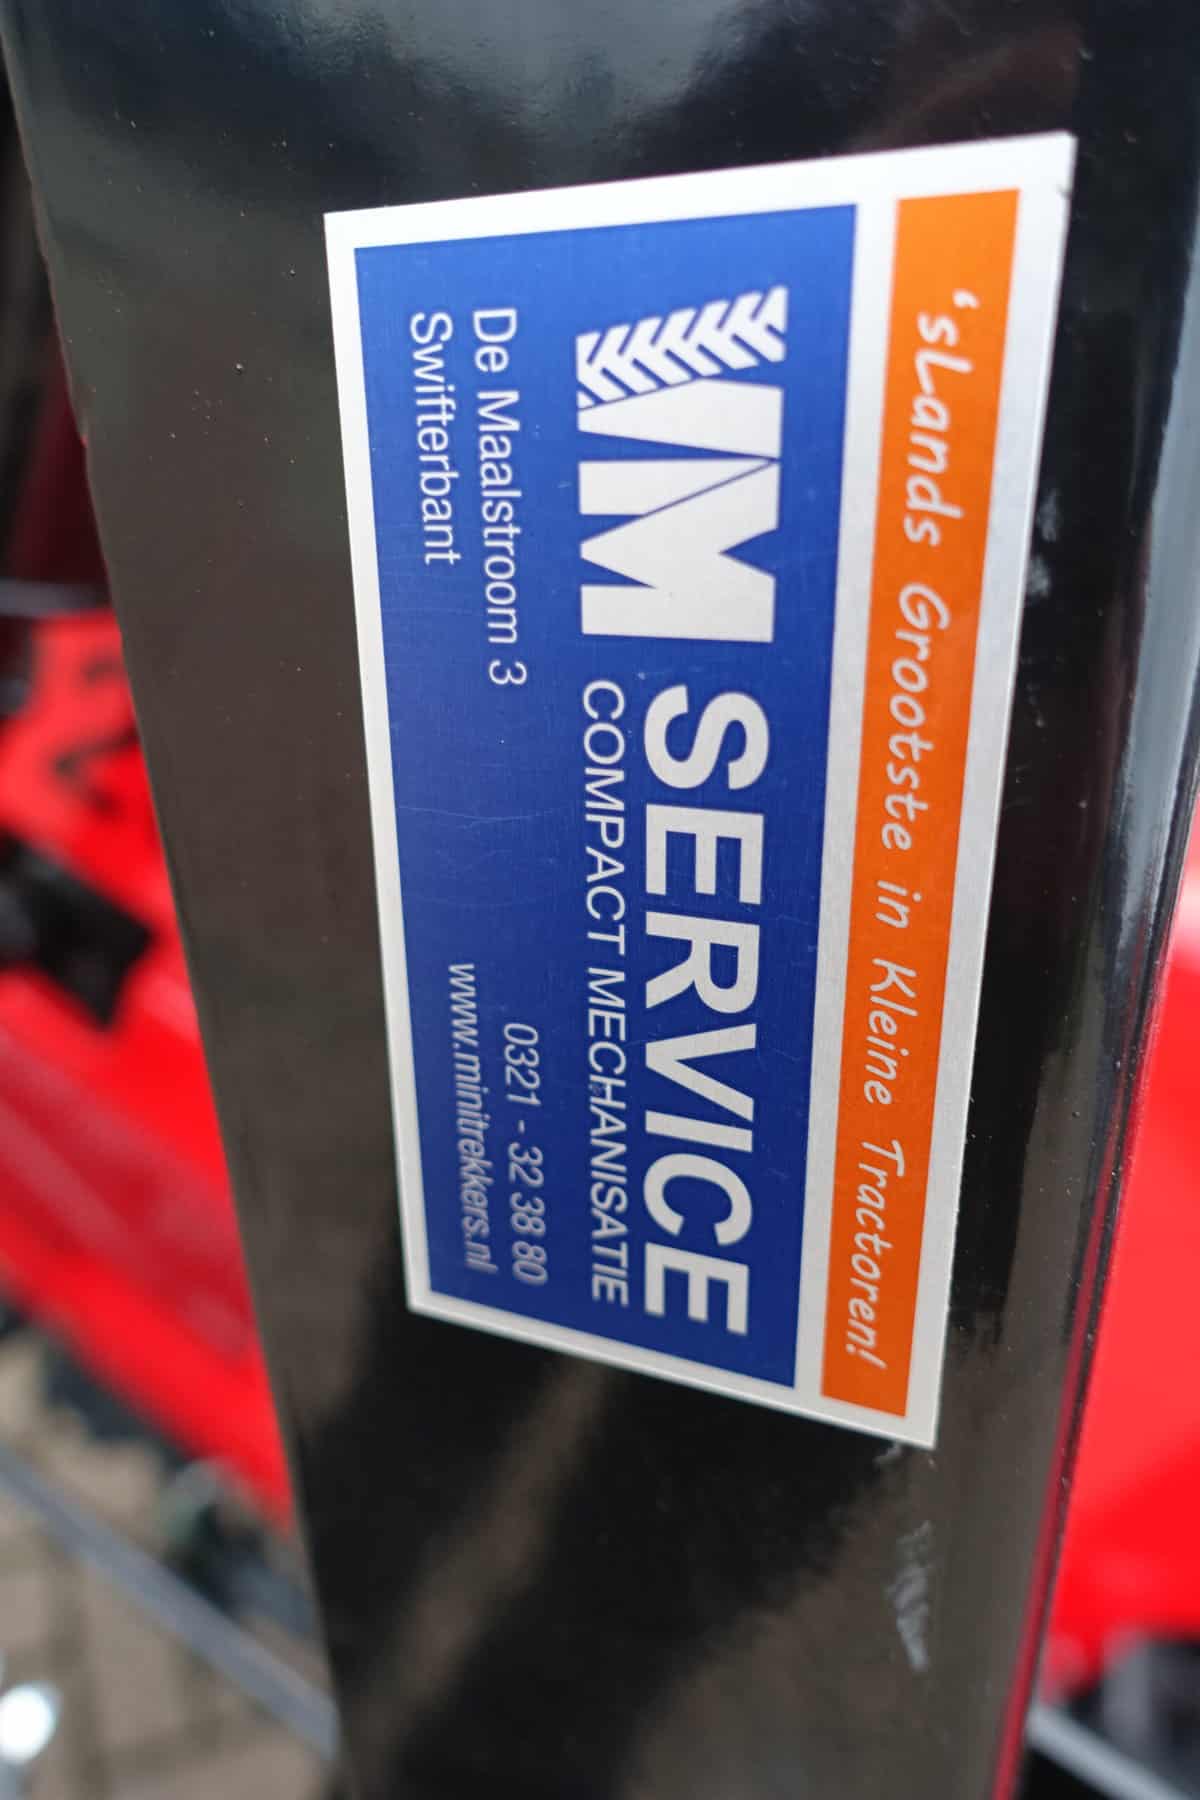 'sLands Grootste in Kleine Tractoren!
VM SERVICE
COMPACT MECHANISATIE
De Maalstroom 3
Swifterbant
0321 - 32 38 80
www.minitrekkers.nl